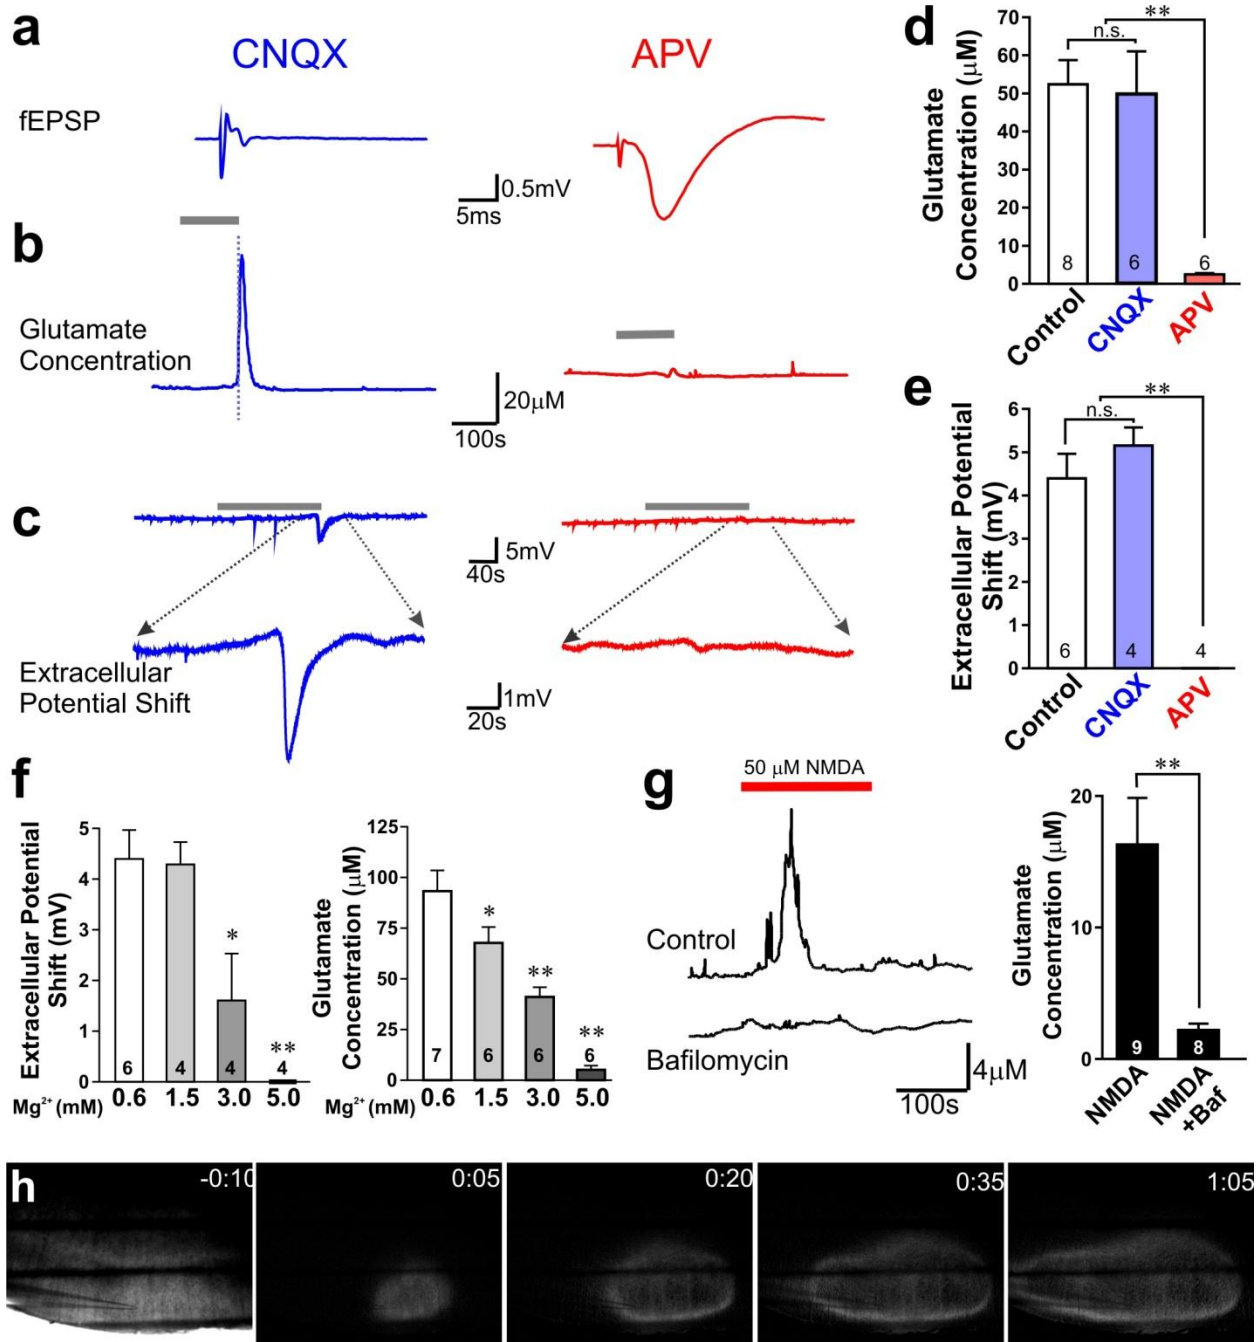 a
CNQX
APV
fEPSP
0.5mV
5ms
b
Glutamate
Concentration
20µM
100s
c
5mV
40s
Extracellular
Potential Shift
1mV
20s
d
Glutamate
Concentration (µM)
70
60
50
40
30
20
10
0
n.s.
**
8
6
6
Control
CNQX
APV
e
Extracellular Potential
Shift (mV)
6
5
4
3
2
1
0
n.s.
**
6
4
4
Control
CNQX
APV
f
Extracellular Potential
Shift (mV)
5
4
3
2
1
0
*
**
6
4
4
4
Mg²⁺ (mM)
0.6
1.5
3.0
5.0
Glutamate
Concentration (µM)
125
100
75
50
25
0
*
**
**
7
6
6
6
Mg²⁺ (mM)
0.6
1.5
3.0
5.0
g
50 µM NMDA
Control
Bafilomycin
4µM
100s
Glutamate
Concentration (µM)
20
10
0
**
9
8
NMDA
NMDA
+Baf
h
-0:10
0:05
0:20
0:35
1:05